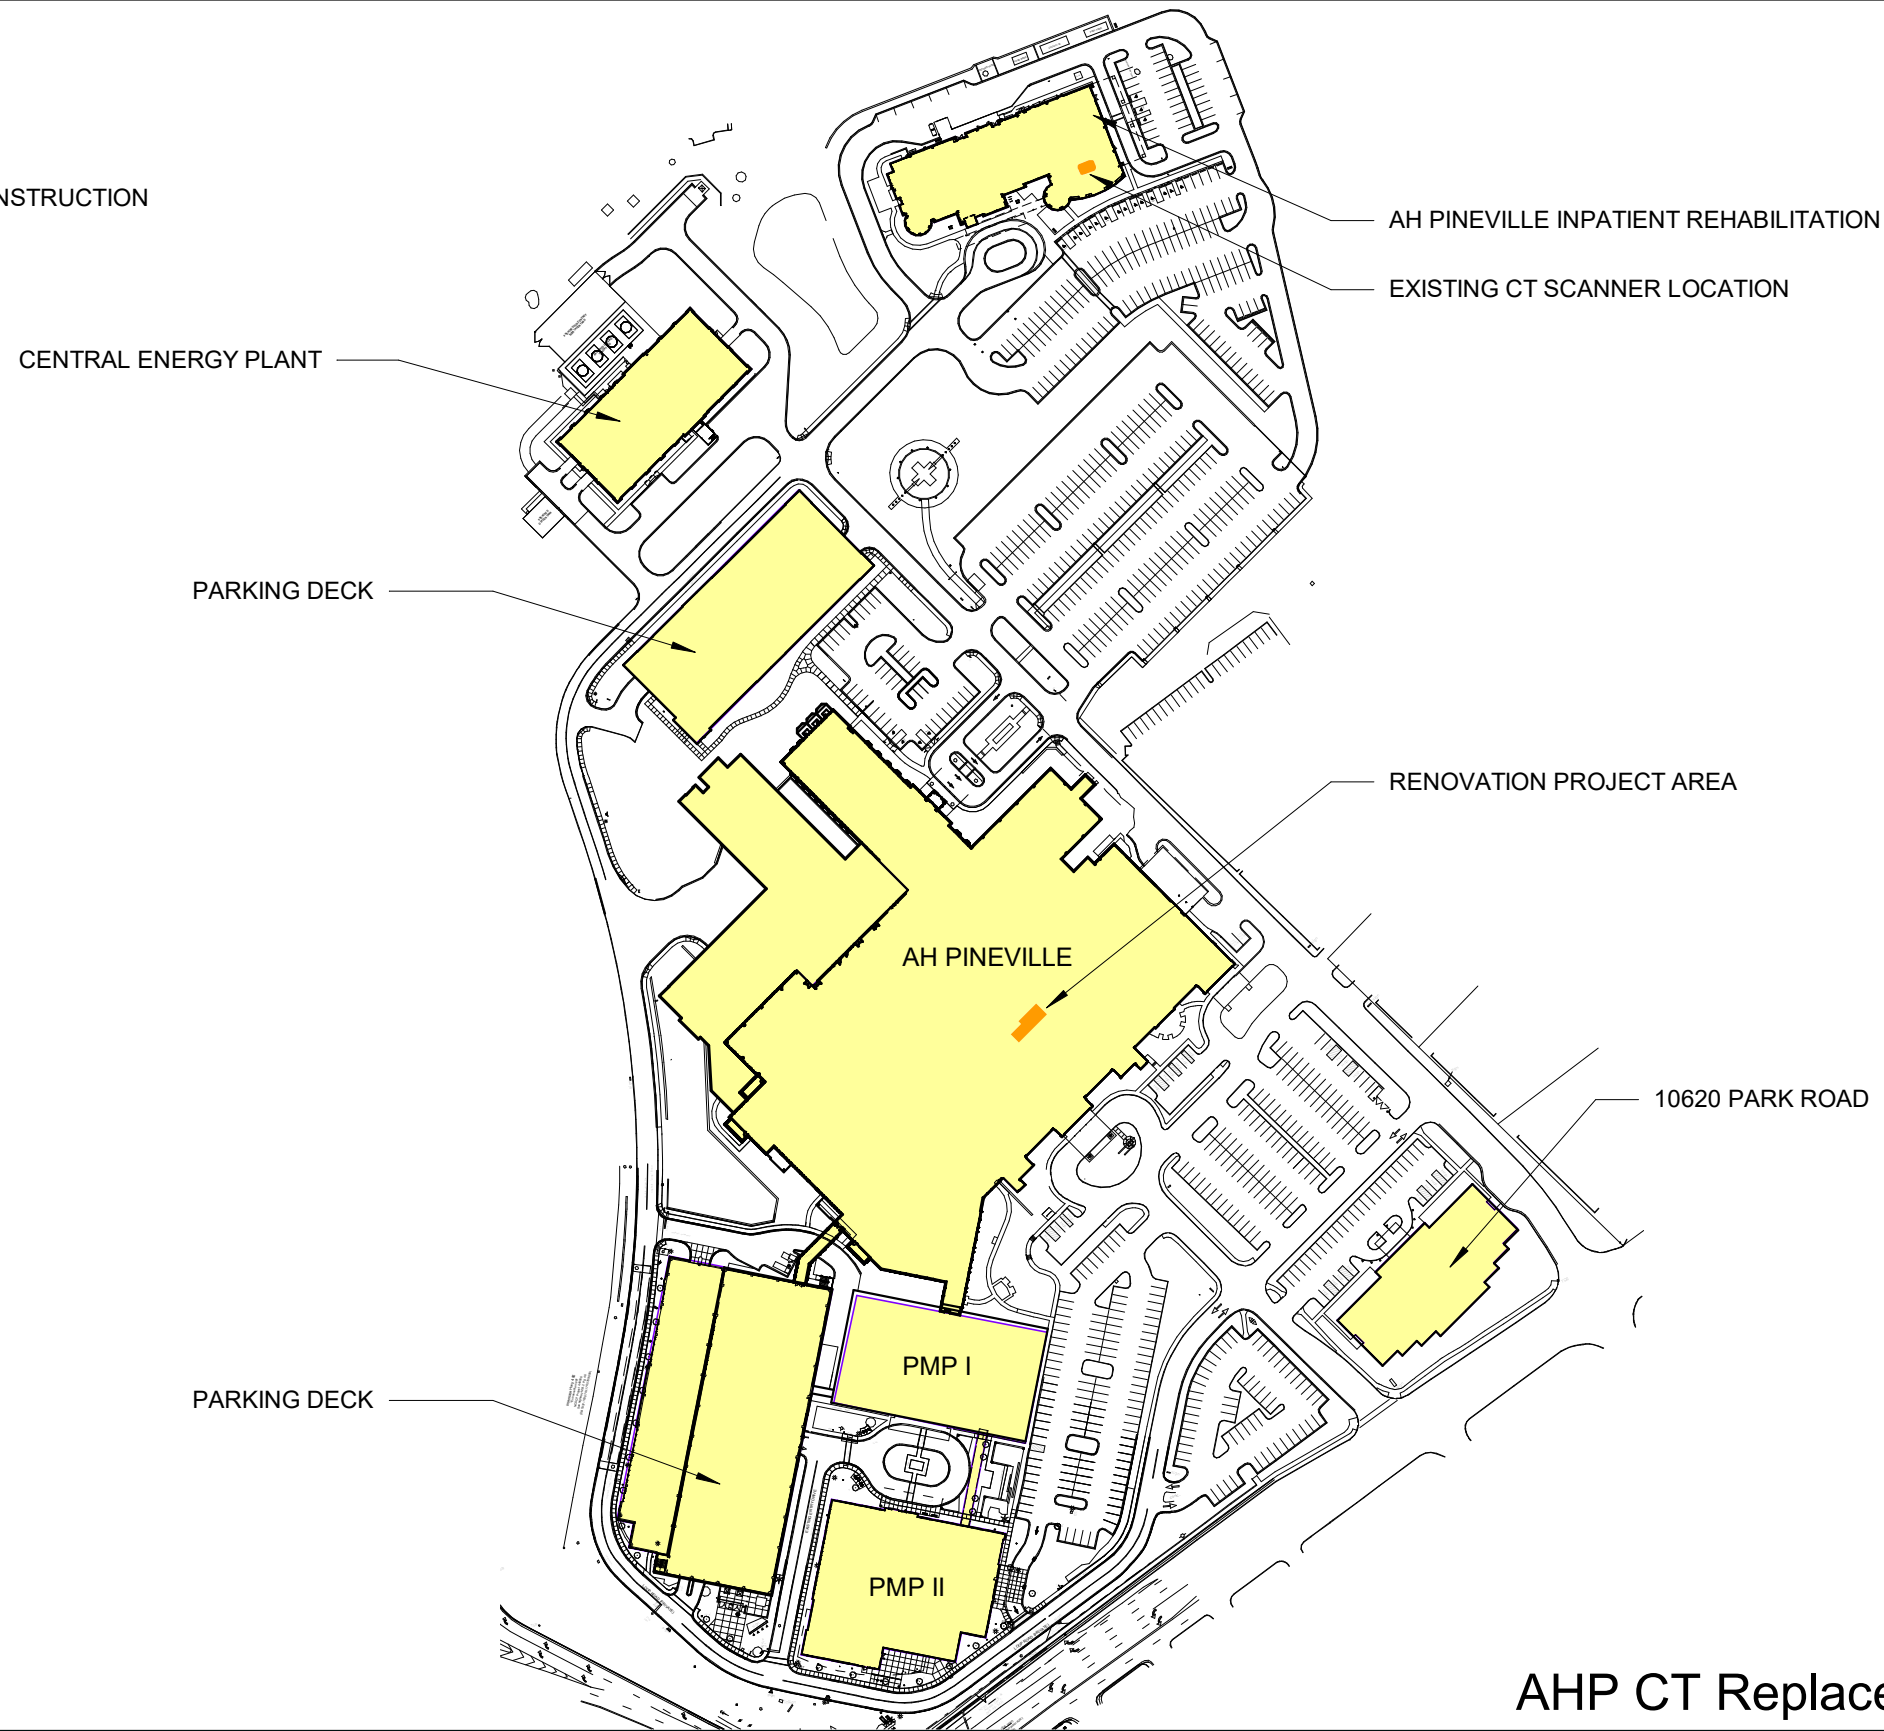 NSTRUCTION
AH PINEVILLE INPATIENT REHABILITATION
EXISTING CT SCANNER LOCATION
CENTRAL ENERGY PLANT
PARKING DECK
RENOVATION PROJECT AREA
AH PINEVILLE
10620 PARK ROAD
PMP I
PARKING DECK
PMP II
AHP CT Replace